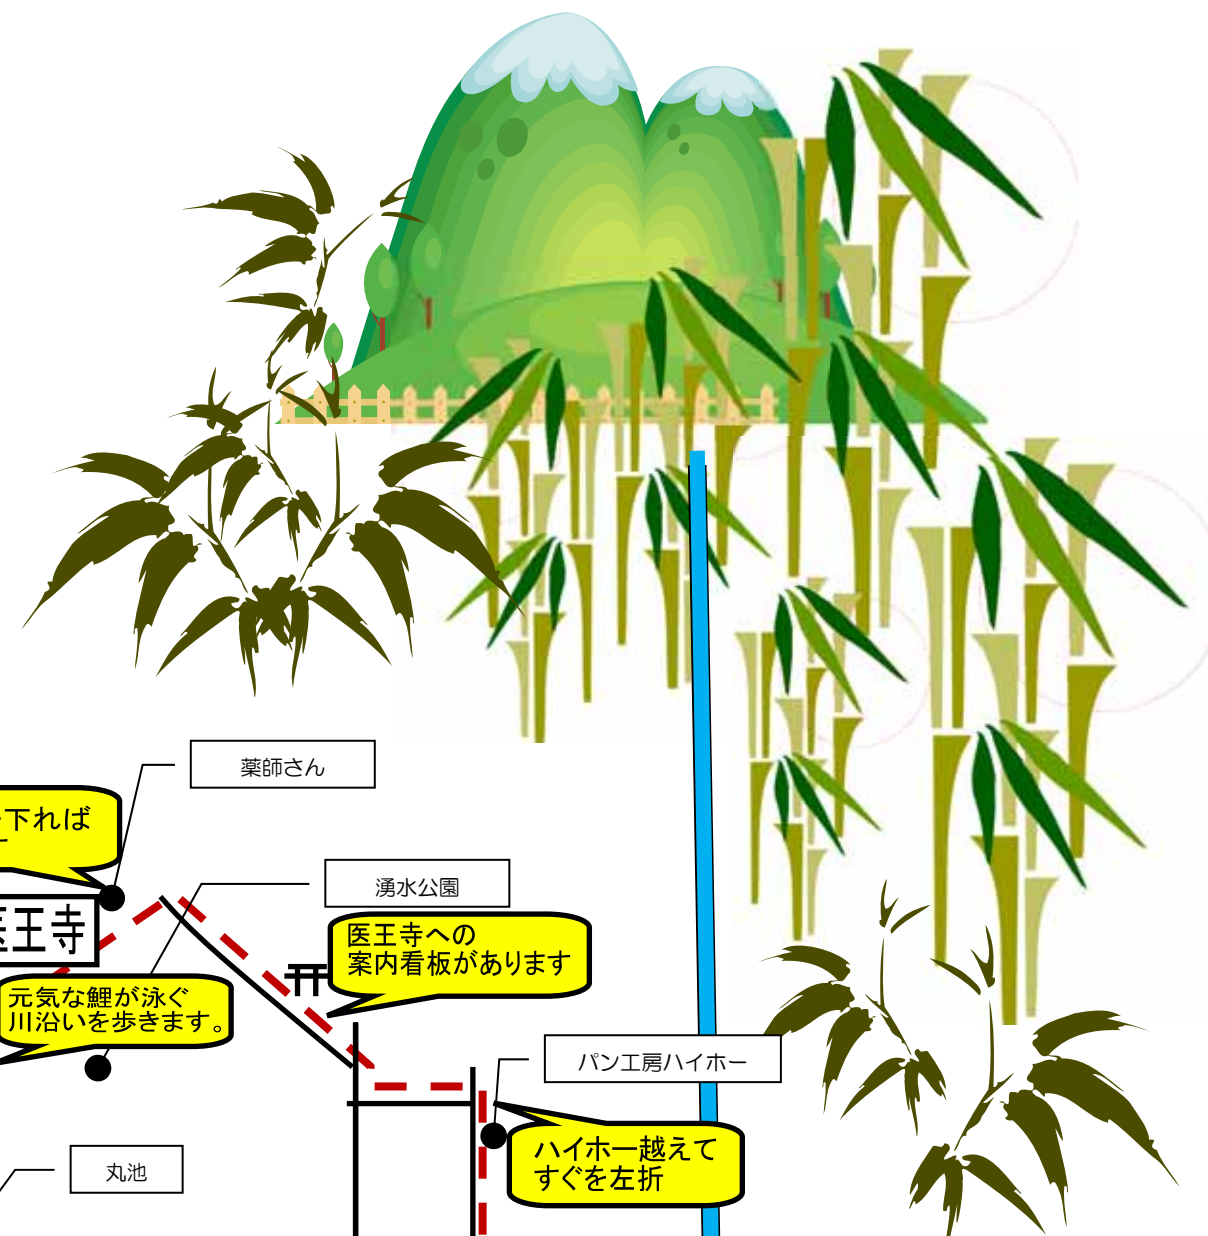 薬師さん
下れば
湧水公園
医王寺
医王寺への
案内看板があります
元気な鯉が泳ぐ
川沿いを歩きます。
パン工房ハイホー
ハイホー越えて
すぐを左折
丸池